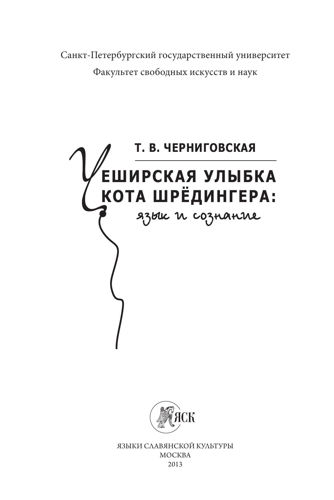 Санкт-Петербургский государственный университет
Факультет свободных искусств и наук
Т. В. ЧЕРНИГОВСКАЯ
ЧЕШИРСКАЯ УЛЫБКА
КОТА ШРЁДИНГЕРА:
язык и сознание
ЯСК
ЯЗЫКИ СЛАВЯНСКОЙ КУЛЬТУРЫ
МОСКВА
2013